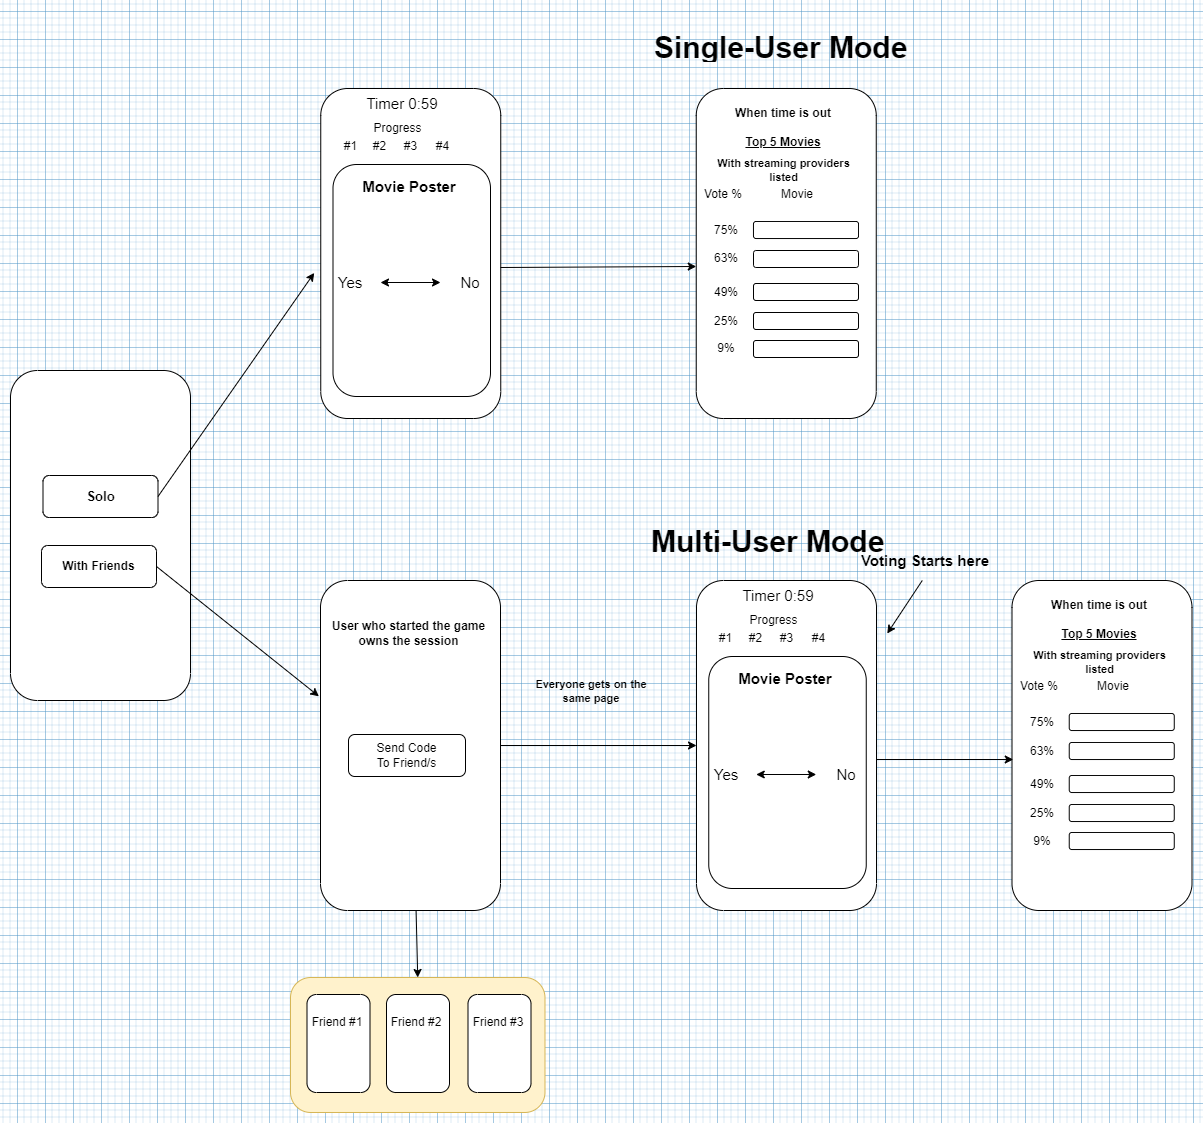 Single-User Mode
Timer 0:59
Progress
#1 #2 #3 #4
Movie Poster
Yes No
When time is out
Top 5 Movies
With streaming providers
listed
Vote % Movie
75%
63%
49%
25%
9%
Solo
With Friends
Multi-User Mode
Voting Starts here
User who started the game
owns the session
Send Code
To Friend/s
Everyone gets on the
same page
Timer 0:59
Progress
#1 #2 #3 #4
Movie Poster
Yes No
When time is out
Top 5 Movies
With streaming providers
listed
Vote % Movie
75%
63%
49%
25%
9%
Friend #1 Friend #2 Friend #3